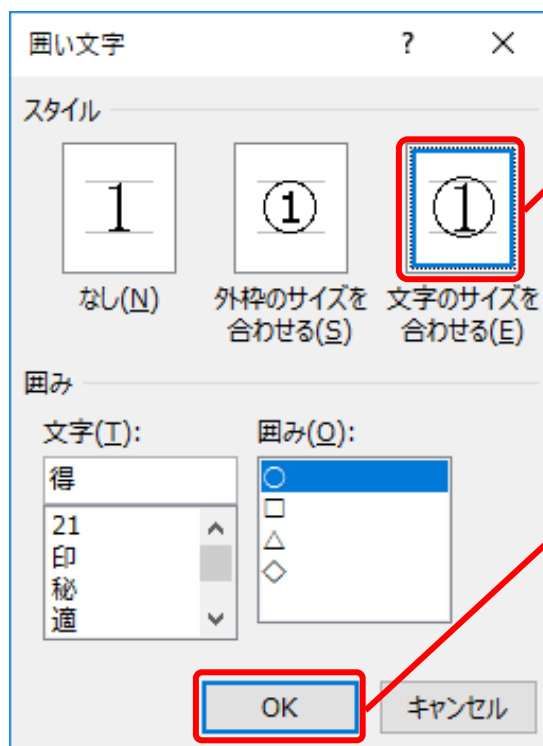 囲い文字 ? ×
スタイル
1 ① ①
なし(N) 外枠のサイズを 文字のサイズを
合わせる(S) 合わせる(E)
囲み
文字(T): 囲み(O):
得 ○
21 □
印 △
秘 ◇
適
OK キャンセル